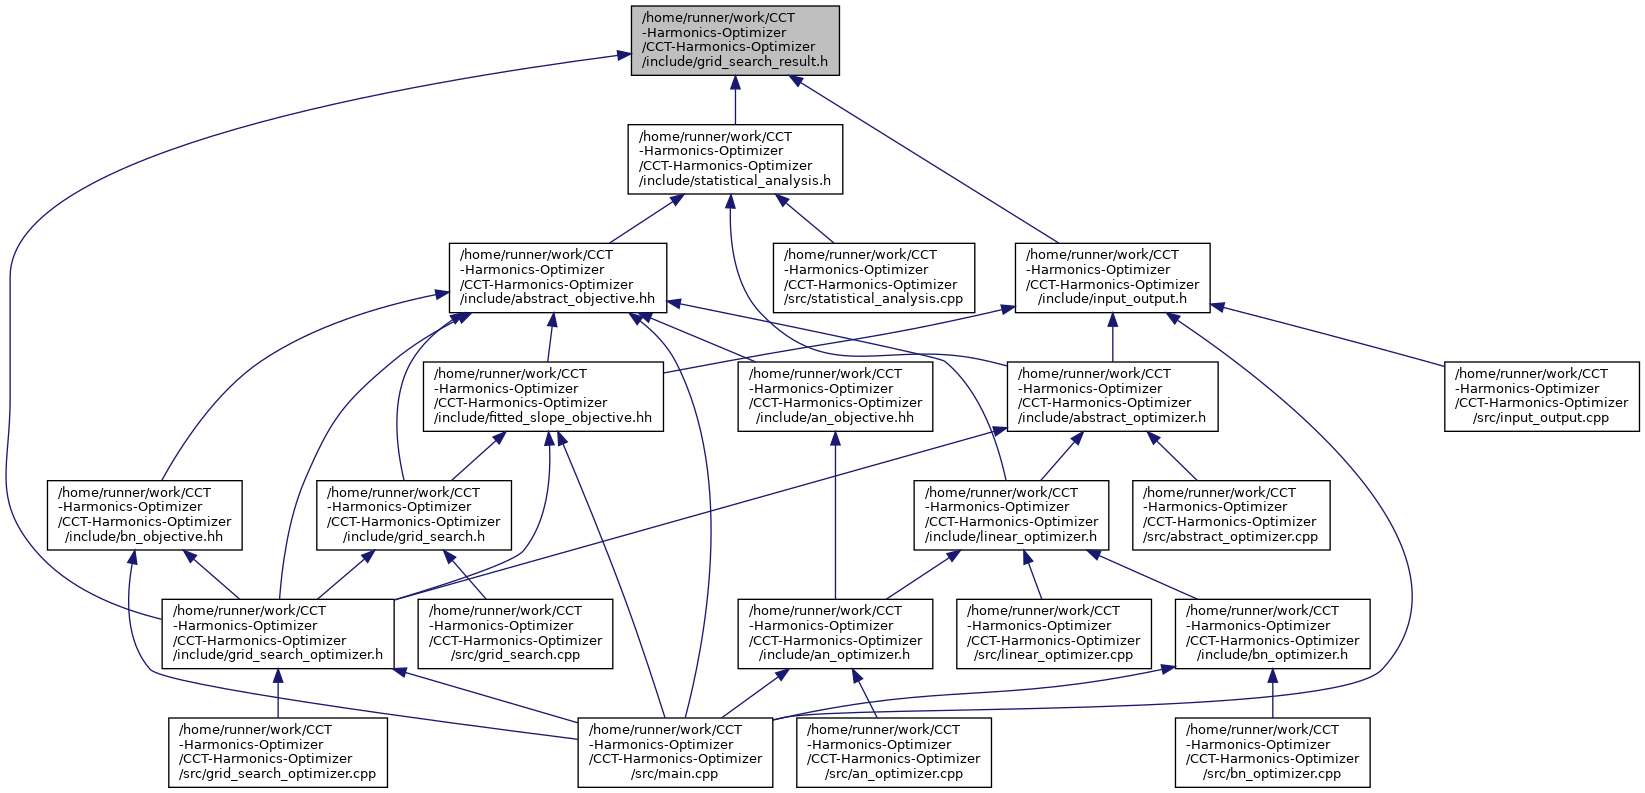 /home/runner/work/CCT
-Harmonics-Optimizer
/CCT-Harmonics-Optimizer
/include/grid_search_result.h
/home/runner/work/CCT
-Harmonics-Optimizer
/CCT-Harmonics-Optimizer
/include/statistical_analysis.h
/home/runner/work/CCT
-Harmonics-Optimizer
/CCT-Harmonics-Optimizer
/include/abstract_objective.hh
/home/runner/work/CCT
-Harmonics-Optimizer
/CCT-Harmonics-Optimizer
/src/statistical_analysis.cpp
/home/runner/work/CCT
-Harmonics-Optimizer
/CCT-Harmonics-Optimizer
/include/input_output.h
/home/runner/work/CCT
-Harmonics-Optimizer
/CCT-Harmonics-Optimizer
/include/fitted_slope_objective.hh
/home/runner/work/CCT
-Harmonics-Optimizer
/CCT-Harmonics-Optimizer
/include/an_objective.hh
/home/runner/work/CCT
-Harmonics-Optimizer
/CCT-Harmonics-Optimizer
/include/abstract_optimizer.h
/home/runner/work/CCT
-Harmonics-Optimizer
/CCT-Harmonics-Optimizer
/src/input_output.cpp
/home/runner/work/CCT
-Harmonics-Optimizer
/CCT-Harmonics-Optimizer
/include/bn_objective.hh
/home/runner/work/CCT
-Harmonics-Optimizer
/CCT-Harmonics-Optimizer
/include/grid_search.h
/home/runner/work/CCT
-Harmonics-Optimizer
/CCT-Harmonics-Optimizer
/include/linear_optimizer.h
/home/runner/work/CCT
-Harmonics-Optimizer
/CCT-Harmonics-Optimizer
/src/abstract_optimizer.cpp
/home/runner/work/CCT
-Harmonics-Optimizer
/CCT-Harmonics-Optimizer
/include/grid_search_optimizer.h
/home/runner/work/CCT
-Harmonics-Optimizer
/CCT-Harmonics-Optimizer
/src/grid_search.cpp
/home/runner/work/CCT
-Harmonics-Optimizer
/CCT-Harmonics-Optimizer
/include/an_optimizer.h
/home/runner/work/CCT
-Harmonics-Optimizer
/CCT-Harmonics-Optimizer
/src/linear_optimizer.cpp
/home/runner/work/CCT
-Harmonics-Optimizer
/CCT-Harmonics-Optimizer
/include/bn_optimizer.h
/home/runner/work/CCT
-Harmonics-Optimizer
/CCT-Harmonics-Optimizer
/src/grid_search_optimizer.cpp
/home/runner/work/CCT
-Harmonics-Optimizer
/CCT-Harmonics-Optimizer
/src/main.cpp
/home/runner/work/CCT
-Harmonics-Optimizer
/CCT-Harmonics-Optimizer
/src/an_optimizer.cpp
/home/runner/work/CCT
-Harmonics-Optimizer
/CCT-Harmonics-Optimizer
/src/bn_optimizer.cpp